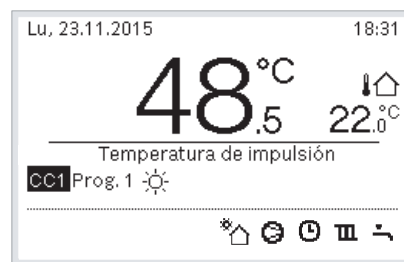 Lu, 23.11.2015 18:31
48.5 °C
22.0 °C
Temperatura de impulsión
CC1 Prog. 1